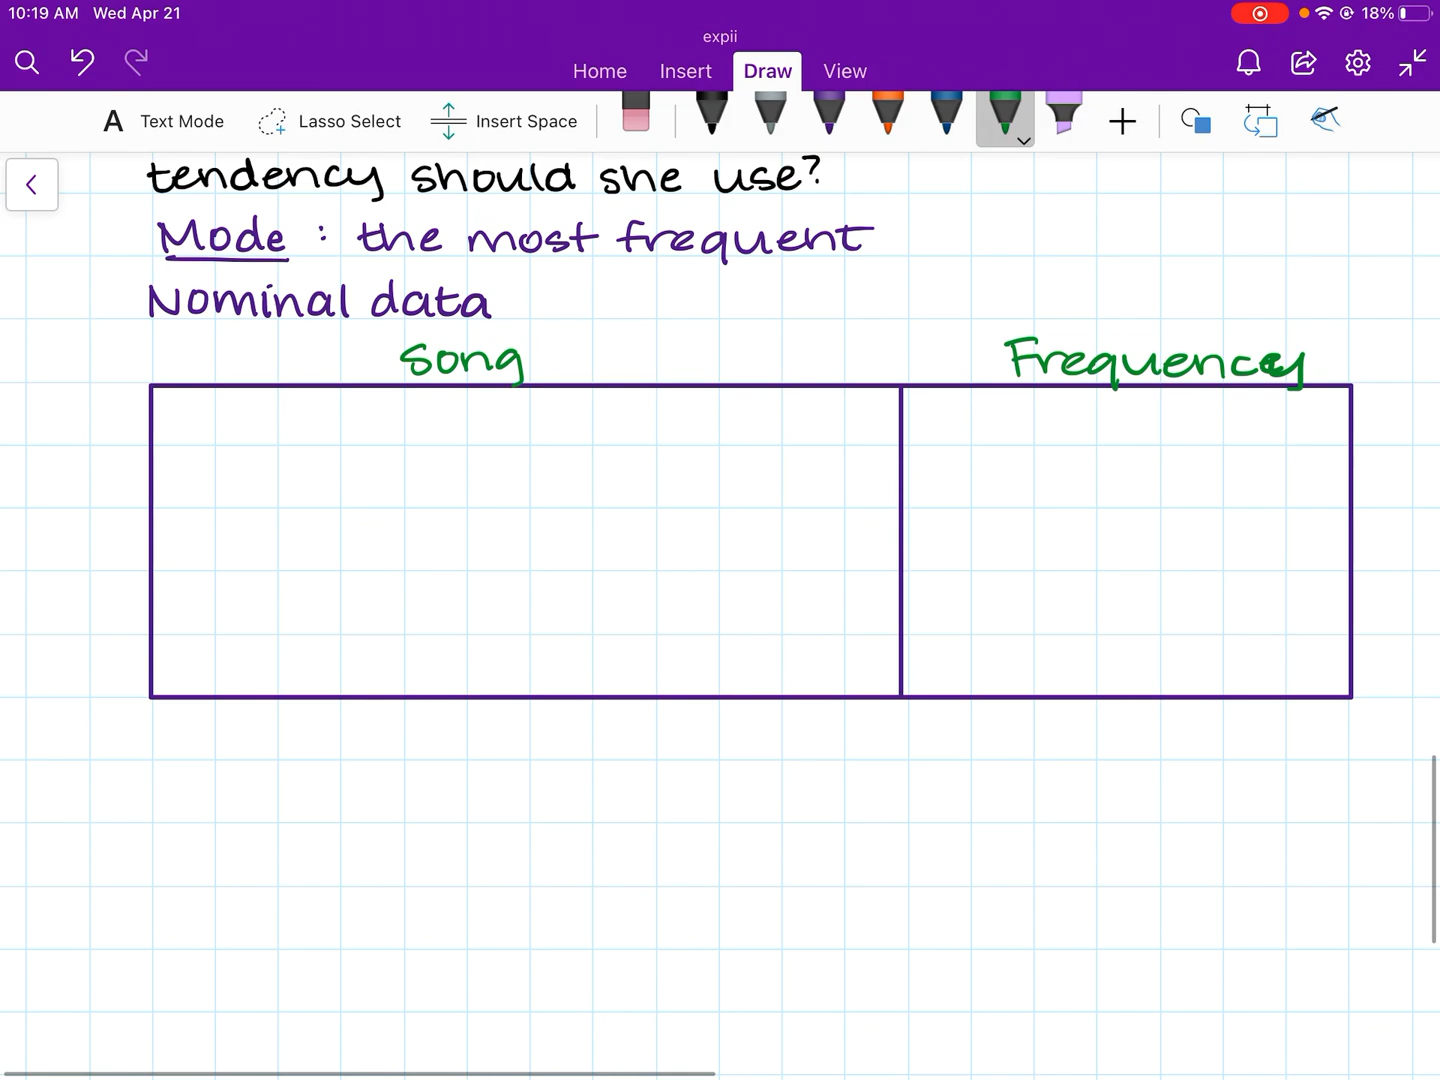 10:19 AM Wed Apr 21 18%
expii
Home Insert Draw View
A Text Mode Lasso Select Insert Space
tendency should she use?
Mode : the most frequent
Nominal data
Song Frequency